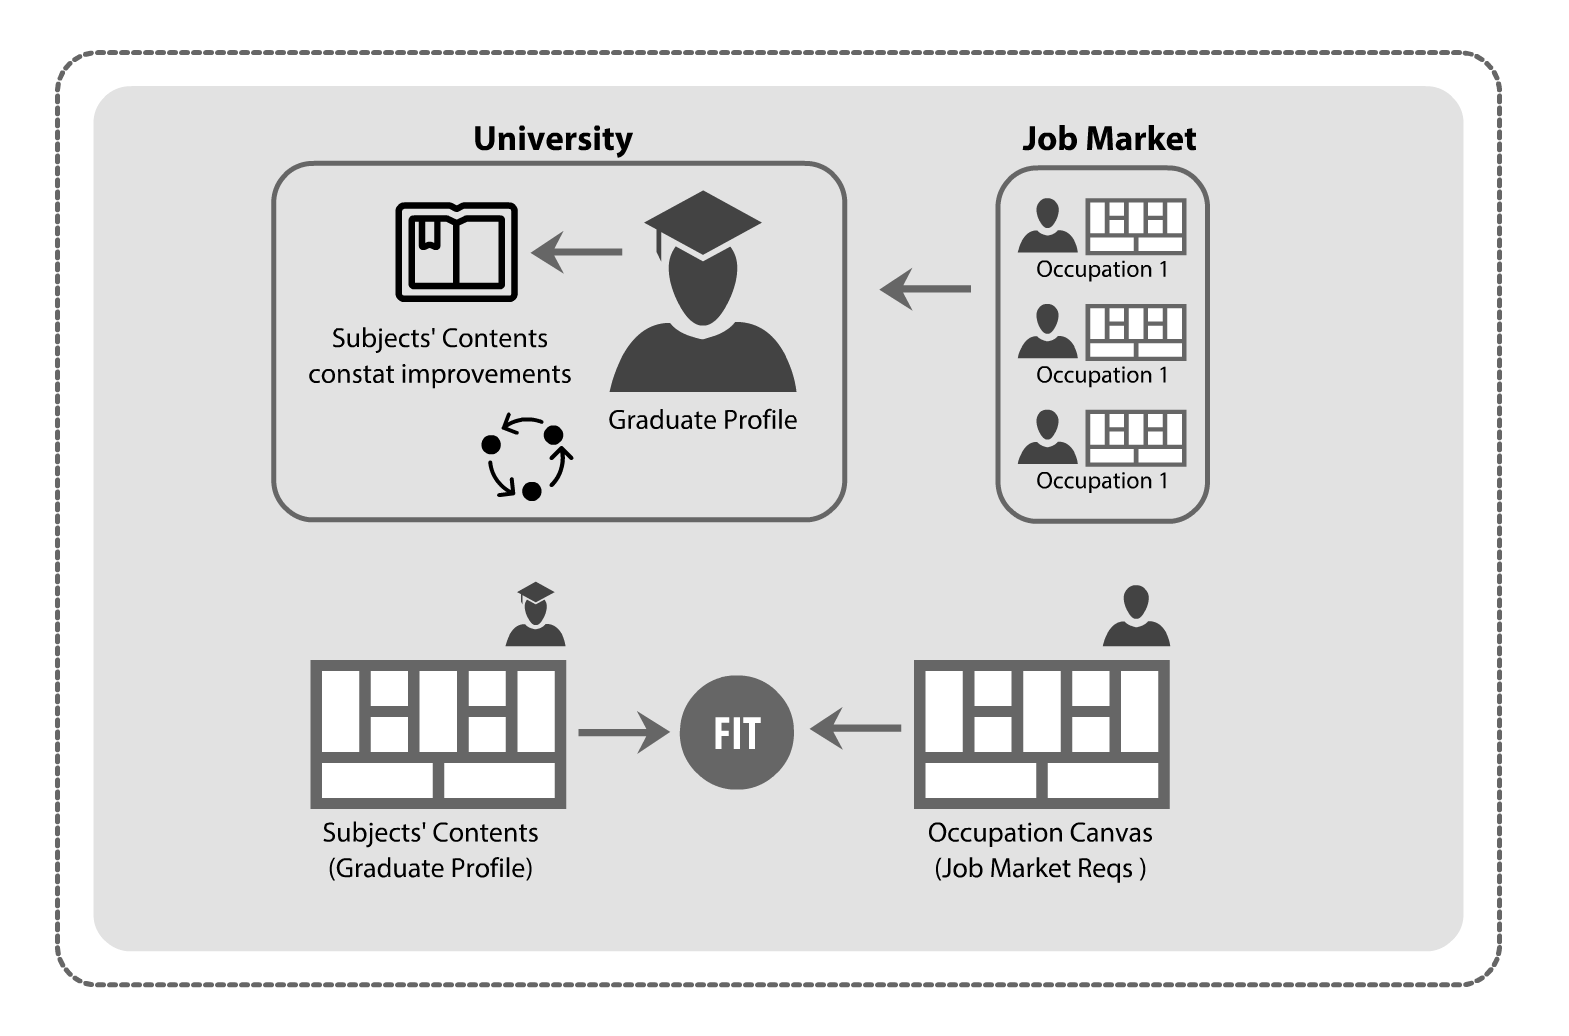 University
Job Market
Subjects' Contents
constat improvements
Graduate Profile
Occupation 1
Occupation 1
Occupation 1
FIT
Subjects' Contents
(Graduate Profile)
Occupation Canvas
(Job Market Reqs )